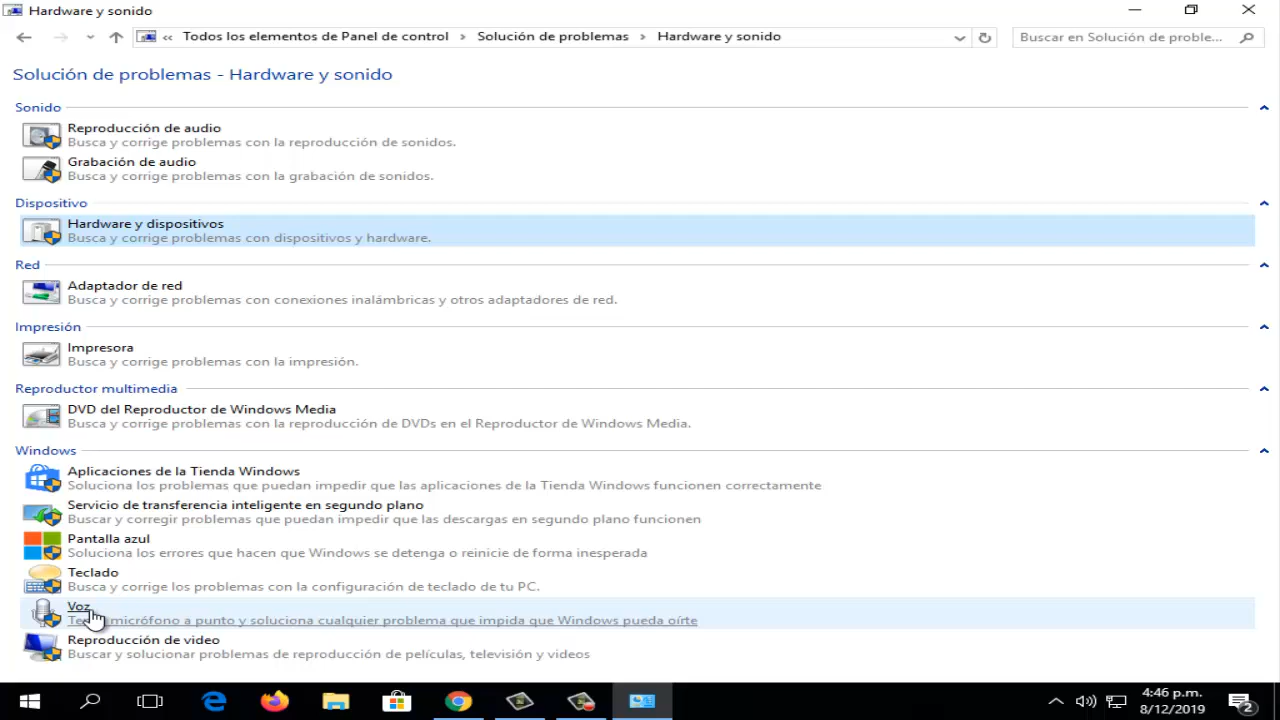 Hardware y sonido
« Todos los elementos de Panel de control › Solución de problemas › Hardware y sonido
Buscar en Solución de proble...
Solución de problemas - Hardware y sonido
Sonido
Reproducción de audio
Busca y corrige problemas con la reproducción de sonidos.
Grabación de audio
Busca y corrige problemas con la grabación de sonidos.
Dispositivo
Hardware y dispositivos
Busca y corrige problemas con dispositivos y hardware.
Red
Adaptador de red
Busca y corrige problemas con conexiones inalámbricas y otros adaptadores de red.
Impresión
Impresora
Busca y corrige problemas con la impresión.
Reproductor multimedia
DVD del Reproductor de Windows Media
Busca y corrige problemas con la reproducción de DVDs en el Reproductor de Windows Media.
Windows
Aplicaciones de la Tienda Windows
Soluciona los problemas que puedan impedir que las aplicaciones de la Tienda Windows funcionen correctamente
Servicio de transferencia inteligente en segundo plano
Buscar y corregir problemas que puedan impedir que las descargas en segundo plano funcionen
Pantalla azul
Soluciona los errores que hacen que Windows se detenga o reinicie de forma inesperada
Teclado
Busca y corrige los problemas con la configuración de teclado de tu PC.
Voz
micrófono a punto y soluciona cualquier problema que impida que Windows pueda oírte
Reproducción de video
Buscar y solucionar problemas de reproducción de películas, televisión y videos
4:46 p.m.
8/12/2019
2